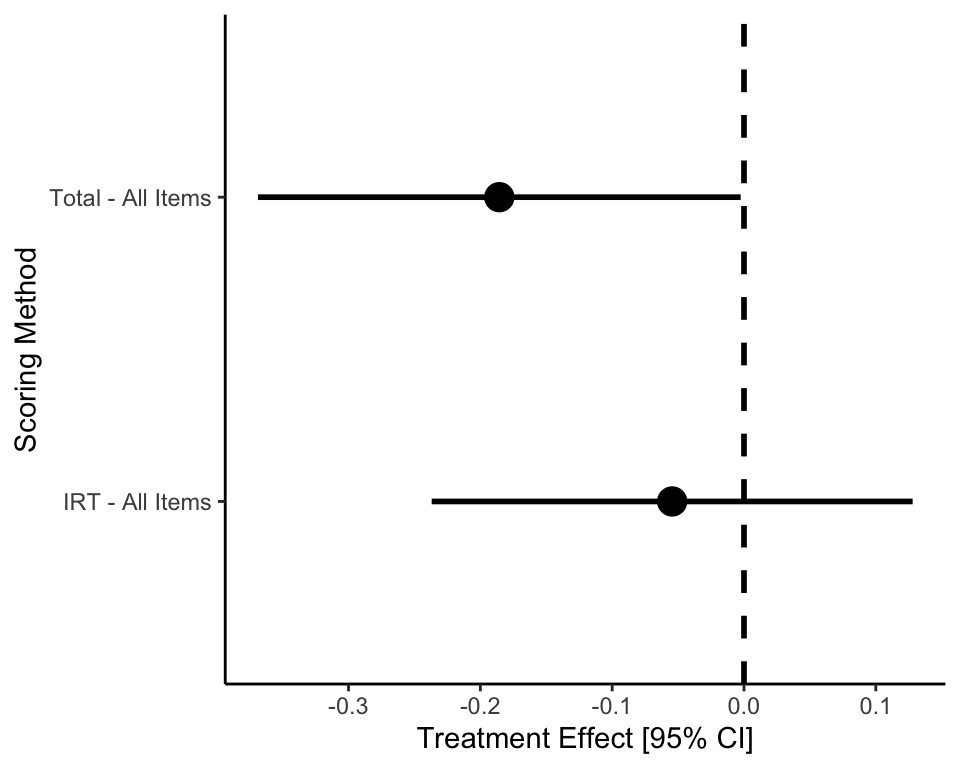 Scoring Method
Total - All Items
IRT - All Items
-0.3 -0.2 -0.1 0.0 0.1
Treatment Effect [95% CI]